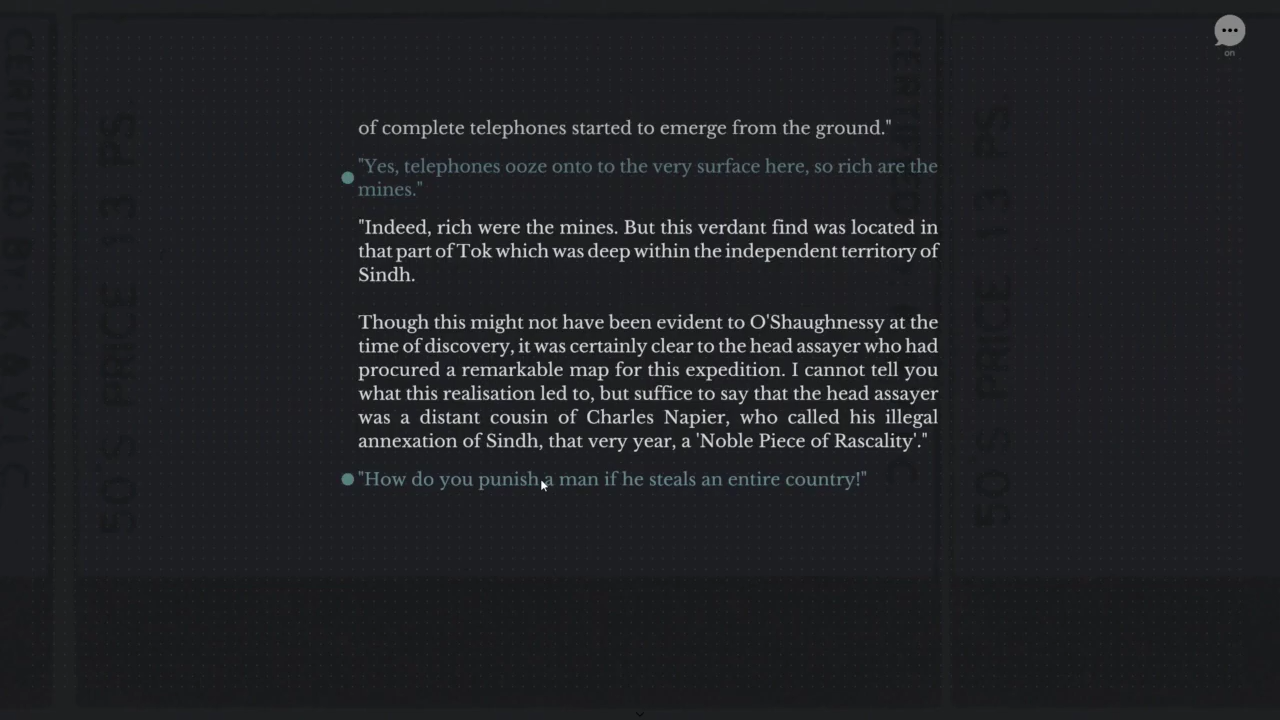 on
of complete telephones started to emerge from the ground."
"Yes, telephones ooze onto to the very surface here, so rich are the
mines."
"Indeed, rich were the mines. But this verdant find was located in
that part of Tok which was deep within the independent territory of
Sindh.
Though this might not have been evident to O'Shaughnessy at the
time of discovery, it was certainly clear to the head assayer who had
procured a remarkable map for this expedition. I cannot tell you
what this realisation led to, but suffice to say that the head assayer
was a distant cousin of Charles Napier, who called his illegal
annexation of Sindh, that very year, a 'Noble Piece of Rascality'."
"How do you punish a man if he steals an entire country!"